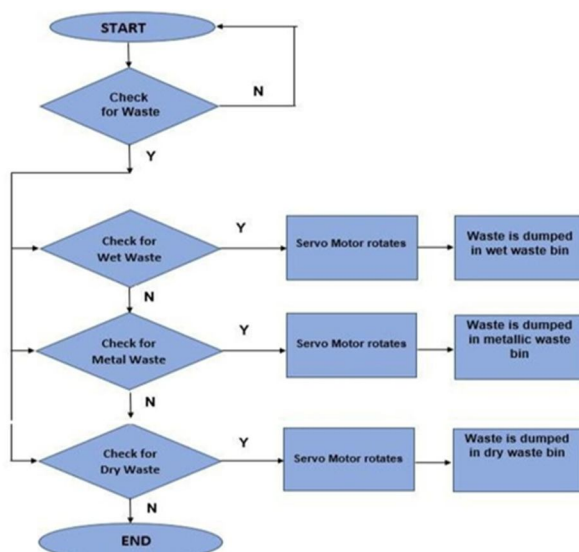 START
Check
for Waste
N
Y
Check for
Wet Waste
Y
Servo Motor rotates
Waste is dumped
in wet waste bin
N
Check for
Metal Waste
Y
Servo Motor rotates
Waste is dumped
in metallic waste
bin
N
Check for
Dry Waste
Y
Servo Motor rotates
Waste is dumped
in dry waste bin
N
END